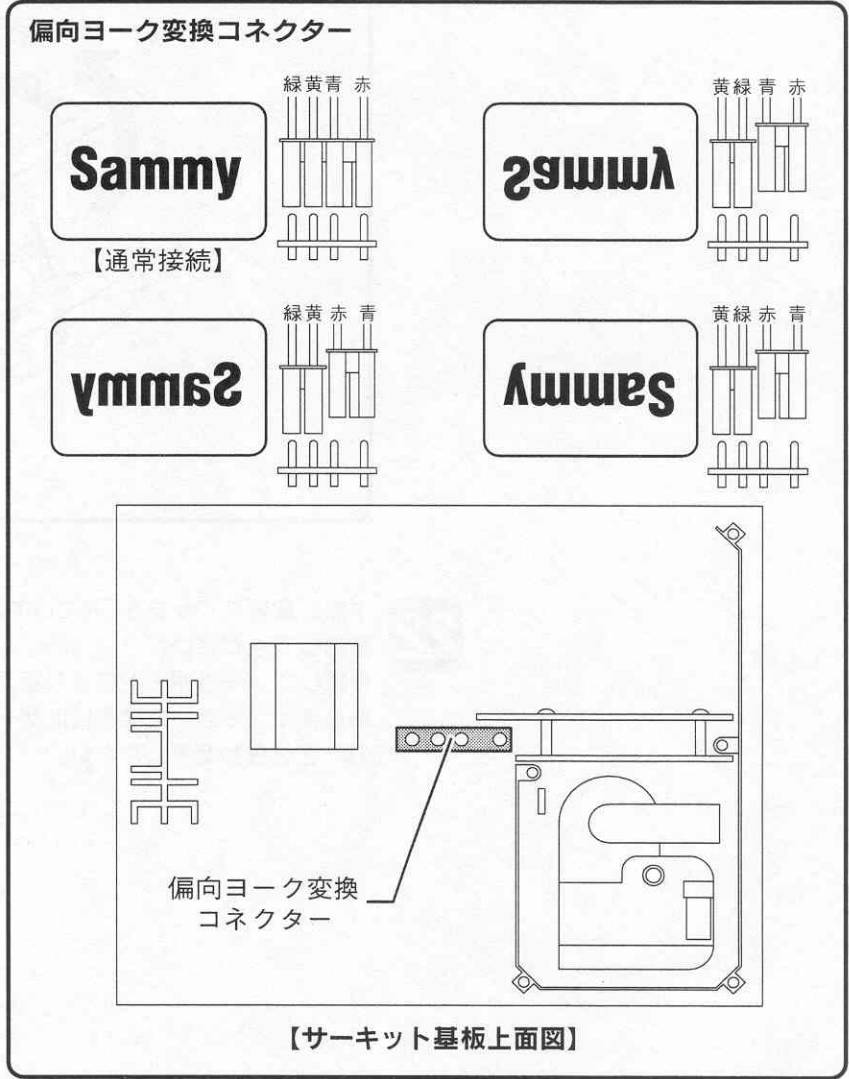 偏向ヨーク変換コネクター
緑 黄 青 赤
Sammy
【通常接続】
黄 緑 青 赤
Sammy
緑 黄 赤 青
Sammy
黄 緑 赤 青
Sammy
偏向ヨーク変換
コネクター
【サーキット基板上面図】